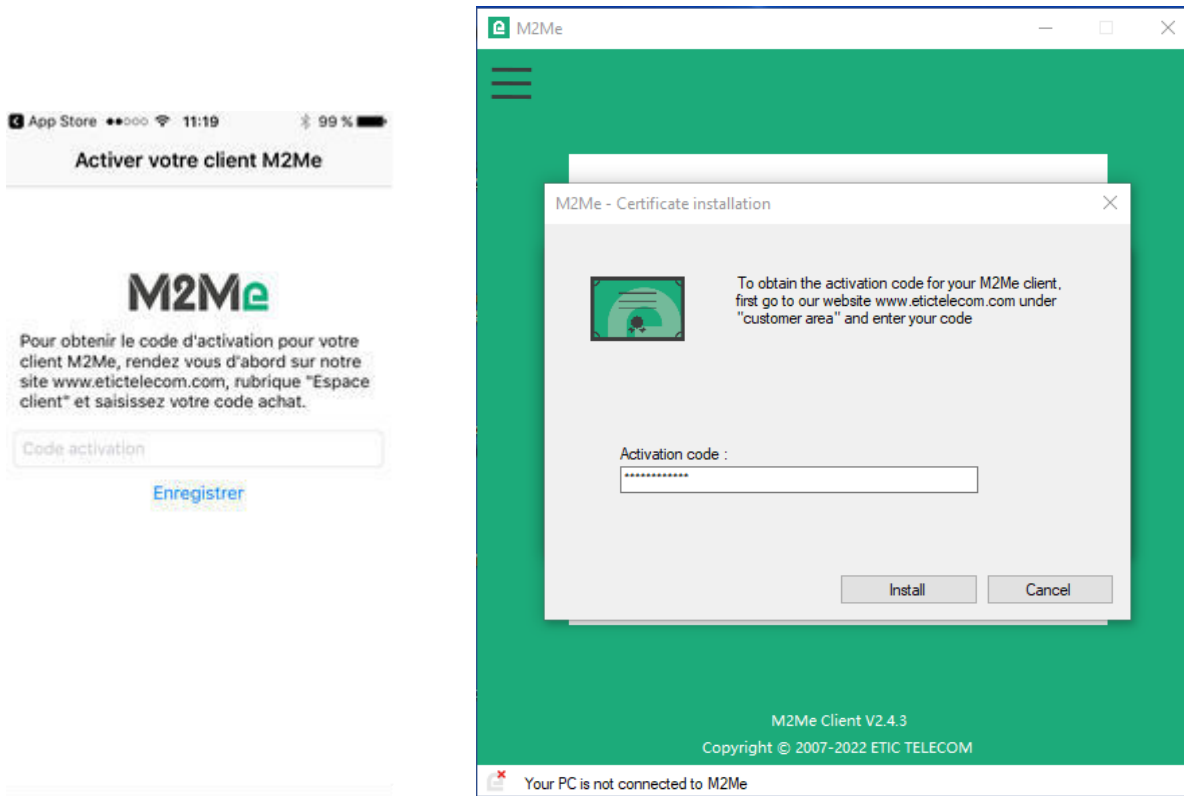 App Store 11:19 99 %
Activer votre client M2Me
M2Me
Pour obtenir le code d'activation pour votre
client M2Me, rendez vous d'abord sur notre
site www.etictelecom.com, rubrique "Espace
client" et saisissez votre code achat.
Code activation
Enregistrer
M2Me
M2Me - Certificate installation
To obtain the activation code for your M2Me client,
first go to our website www.etictelecom.com under
"customer area" and enter your code
Activation code :
************
Install
Cancel
M2Me Client V2.4.3
Copyright © 2007-2022 ETIC TELECOM
Your PC is not connected to M2Me